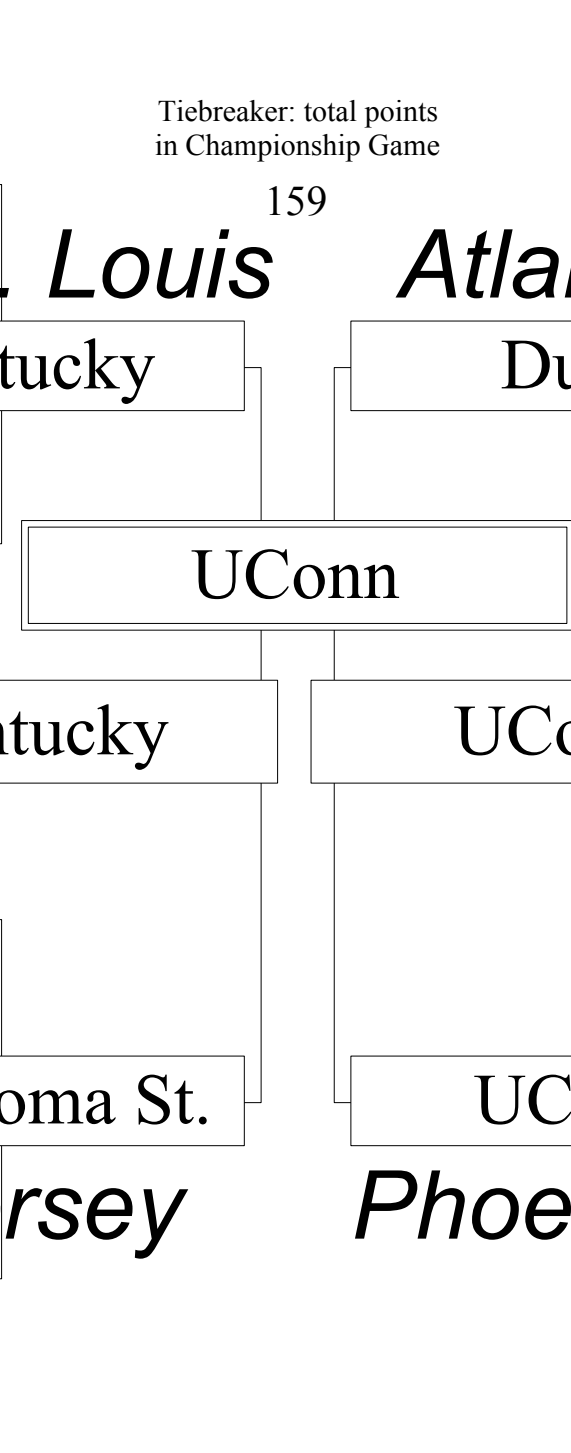 Tiebreaker: total points
in Championship Game
159
. Louis Atla
tucky Du
UConn
ntucky UCo
oma St. UC
rsey Phoe